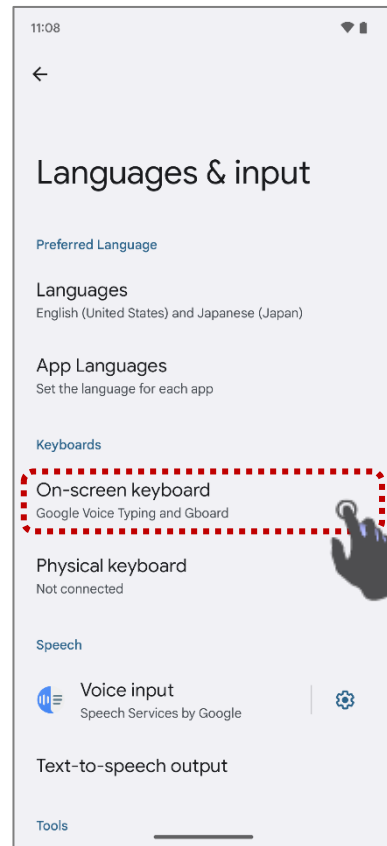 11:08
Languages & input
Preferred Language
Languages
English (United States) and Japanese (Japan)
App Languages
Set the language for each app
Keyboards
On-screen keyboard
Google Voice Typing and Gboard
Physical keyboard
Not connected
Speech
Voice input
Speech Services by Google
Text-to-speech output
Tools